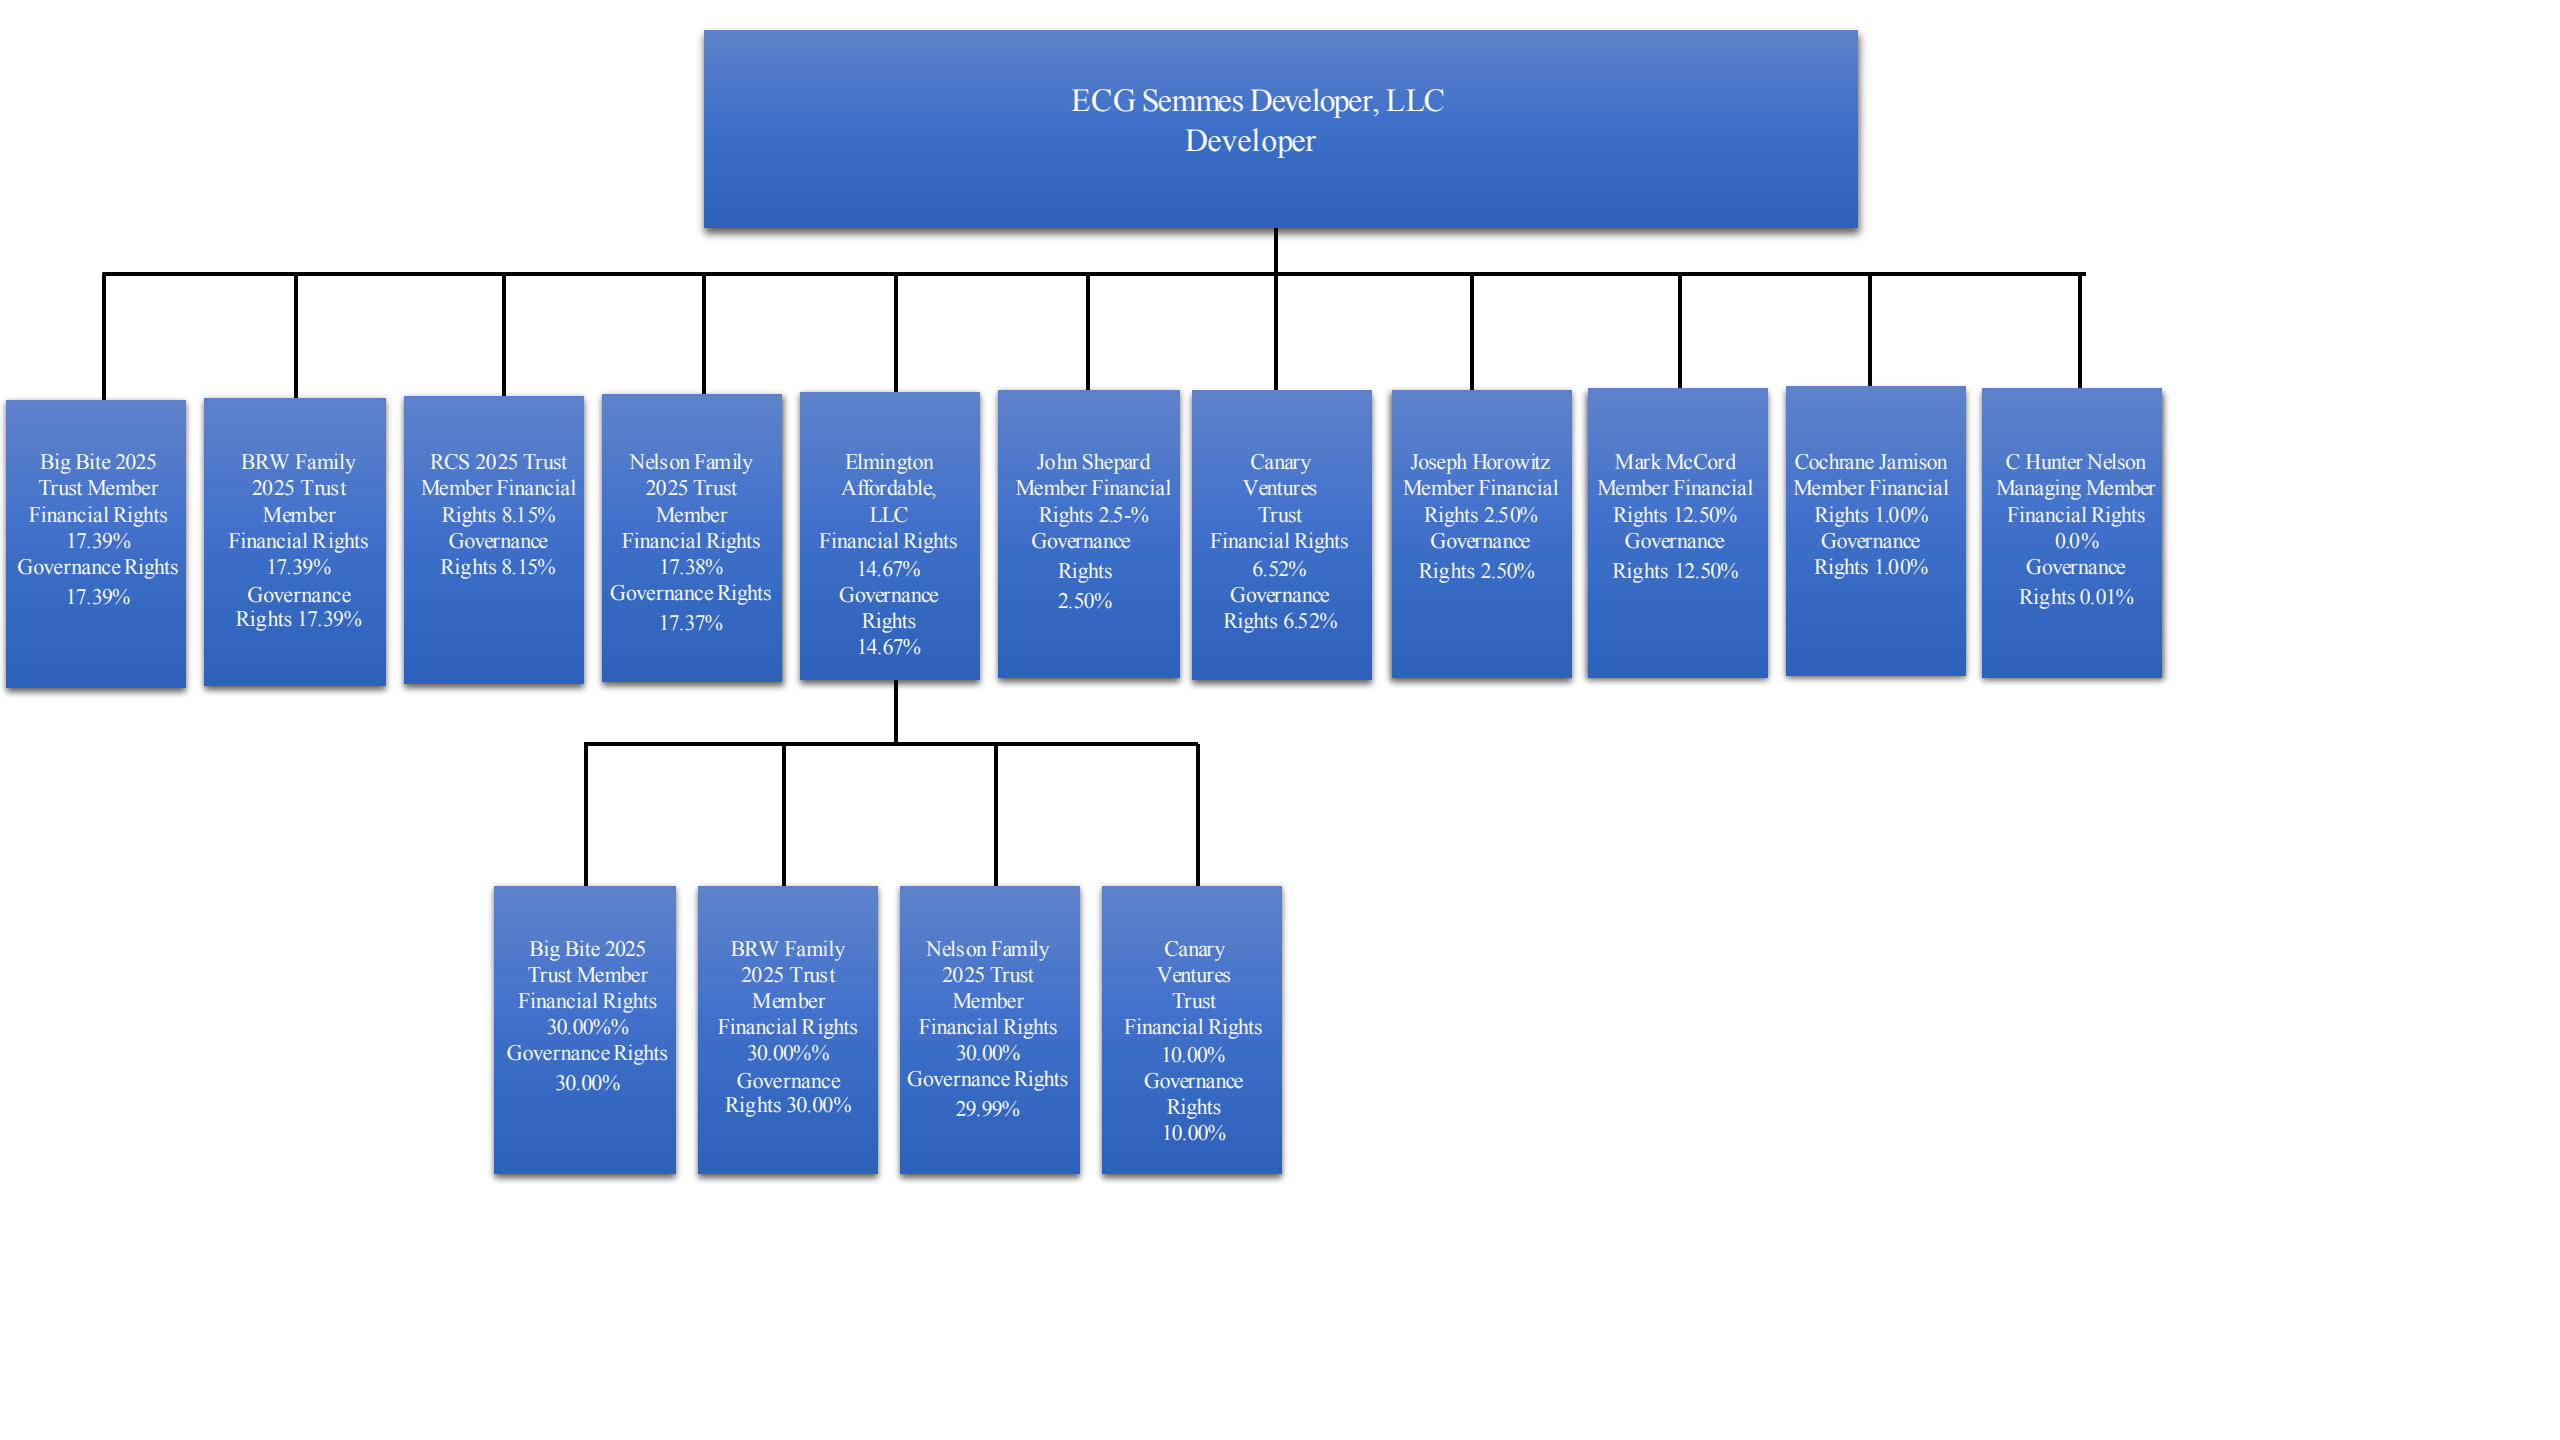 ECG Semmes Developer, LLC
Developer
Big Bite 2025
Trust Member
Financial Rights
17.39%
Governance Rights
17.39%
BRW Family
2025 Trust
Member
Financial Rights
17.39%
Governance
Rights 17.39%
RCS 2025 Trust
Member Financial
Rights 8.15%
Governance
Rights 8.15%
Nelson Family
2025 Trust
Member
Financial Rights
17.38%
Governance Rights
17.37%
Elmington
Affordable,
LLC
Financial Rights
14.67%
Governance
Rights
14.67%
John Shepard
Member Financial
Rights 2.5-%
Governance
Rights
2.50%
Canary
Ventures
Trust
Financial Rights
6.52%
Governance
Rights 6.52%
Joseph Horowitz
Member Financial
Rights 2.50%
Governance
Rights 2.50%
Mark McCord
Member Financial
Rights 12.50%
Governance
Rights 12.50%
Cochrane Jamison
Member Financial
Rights 1.00%
Governance
Rights 1.00%
C Hunter Nelson
Managing Member
Financial Rights
0.0%
Governance
Rights 0.01%
Big Bite 2025
Trust Member
Financial Rights
30.00%%
Governance Rights
30.00%
BRW Family
2025 Trust
Member
Financial Rights
30.00%%
Governance
Rights 30.00%
Nelson Family
2025 Trust
Member
Financial Rights
30.00%
Governance Rights
29.99%
Canary
Ventures
Trust
Financial Rights
10.00%
Governance
Rights
10.00%